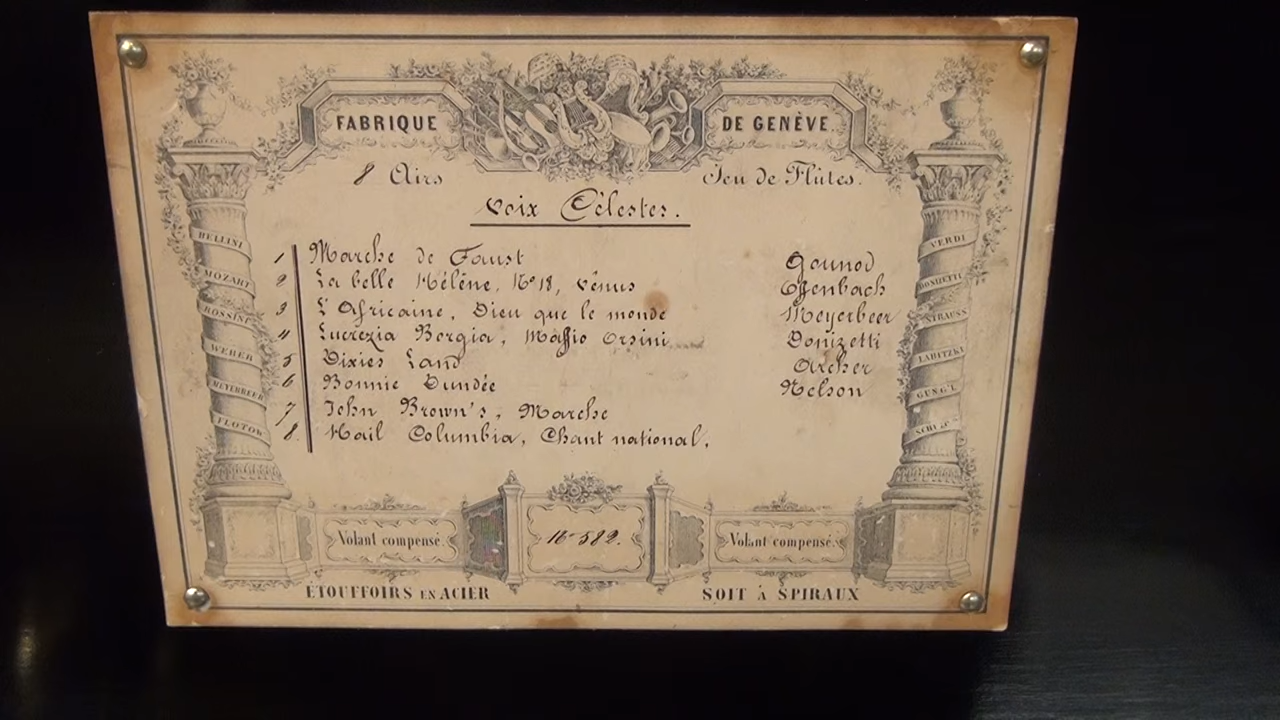 FABRIQUE DE GENÈVE
8 Airs Jeu de Flûtes.
Voix Célestes.
1 Marche de Faust Gounod
2 La belle Hélène, No 18, Vénus Offenbach
3 L'Africaine, Dieu que le monde Meyerbeer
4 Lucrezia Borgia, Maffio Orsini Donizetti
5 Dixies Land Archer
6 Bonnie Dundée Nelson
7 John Brown's, Marche
8. Hail Columbia, Chant national,
BELLINI
MOZART
ROSSINI
WEBER
MEYERBEER
FLOTOW
VERDI
DONIZETTI
STRAUSS
LABITZKY
GUNG'L
Volant compensé. No 582. Volant compensé.
ÉTOUFFOIRS EN ACIER SOIT À SPIRAUX